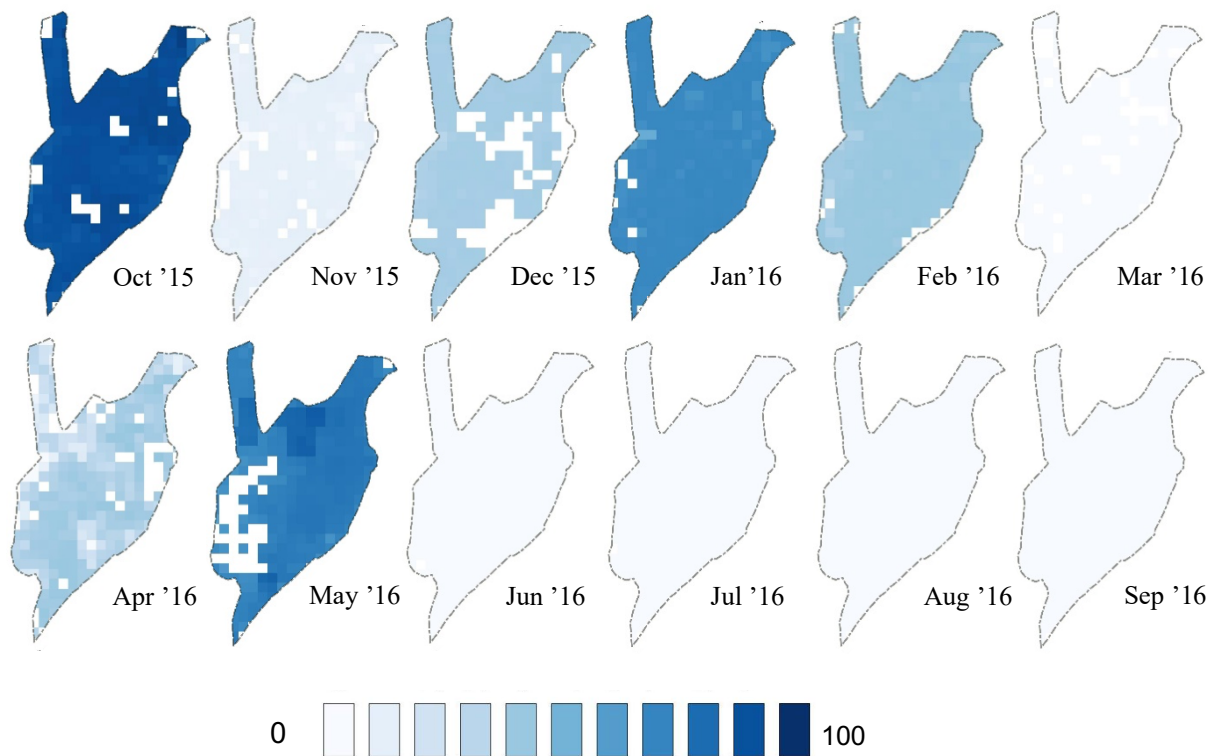 Oct ’15
Nov ’15
Dec ’15
Jan’16
Feb ’16
Mar ’16
Apr ’16
May ’16
Jun ’16
Jul ’16
Aug ’16
Sep ’16
0
100